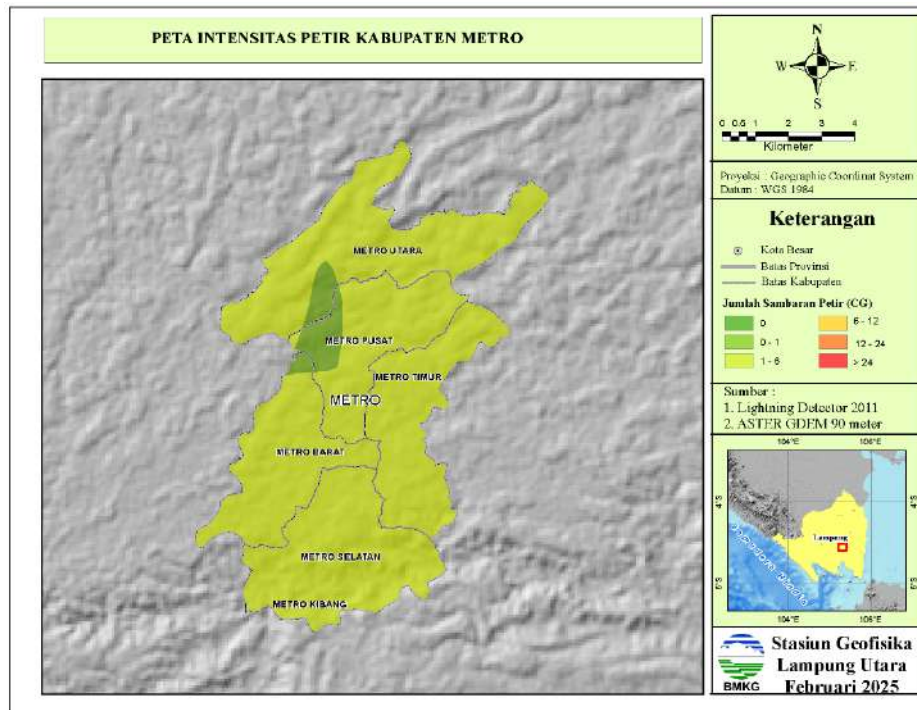 PETA INTENSITAS PETIR KABUPATEN METRO
N
W E
S
0 0.5 1 2 3 4
Kilometer
Proyeksi : Geographic Coordinat System
Datum : WGS 1984
Keterangan
Kota Besar
Batas Provinsi
Batas Kabupaten
Jumlah Sambaran Petir (CG)
0 6 - 12
0 - 1 12 - 24
1 - 6 > 24
Sumber :
1. Lightning Detector 2011
2. ASTER GDEM 90 meter
104°E 106°E
4°S 4°S
Lampung
Samudera Hindia
104°E 106°E
BMKG
Stasiun Geofisika
Lampung Utara
Februari 2025
METRO UTARA
METRO PUSAT
METRO TIMUR
METRO
METRO BARAT
METRO SELATAN
METRO KIBANG